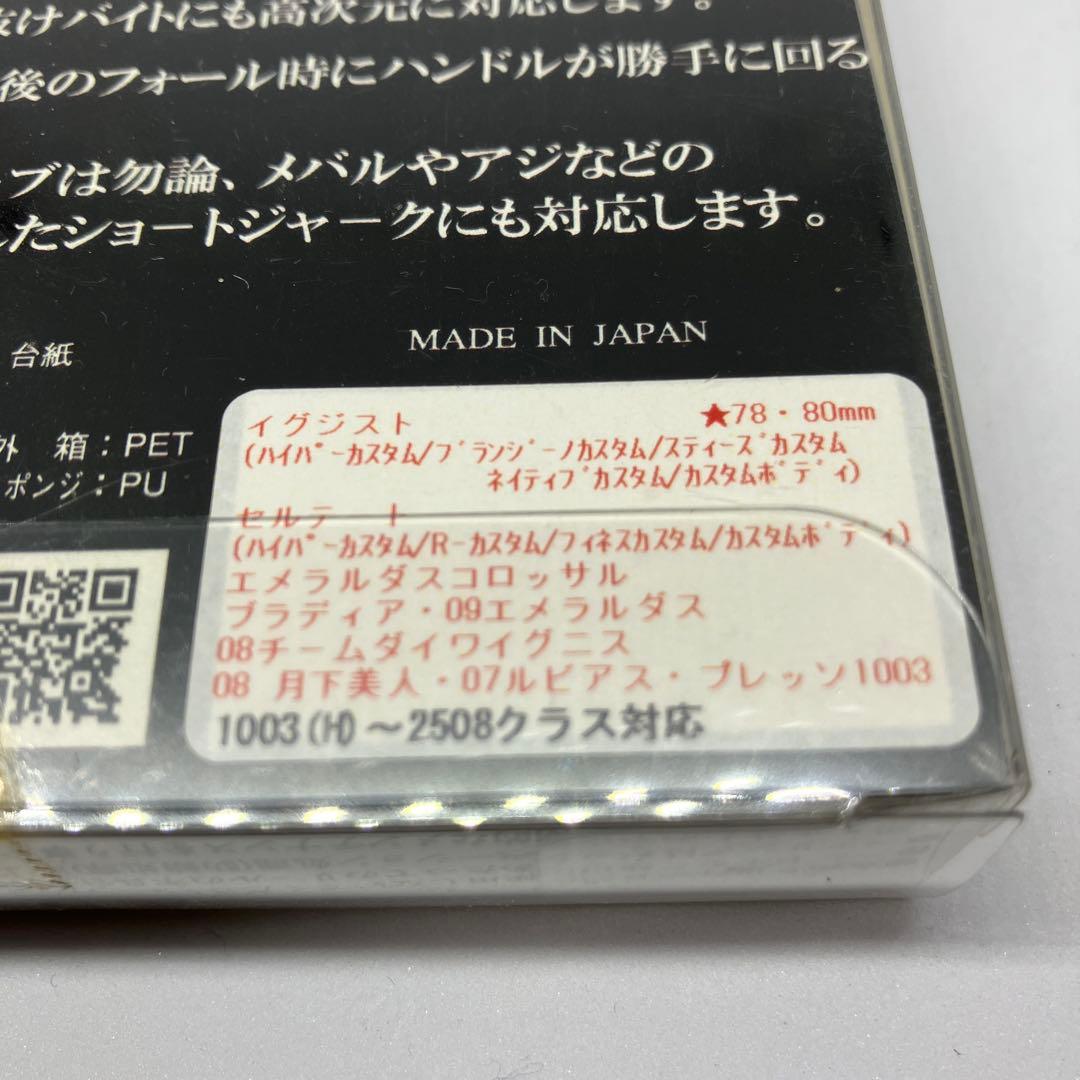 抜けバイトにも高次元に対応します。
後のフォール時にハンドルが勝手に回る
ブは勿論、メバルやアジなどの
れたショートジャークにも対応します。
台紙
MADE IN JAPAN
外 箱：PET
ポンジ：PU
イグジスト ★78・80mm
(ハイパーカスタム/ブランジーノカスタム/スティーズカスタム
ネイティブカスタム/カスタムボディ)
セルテート
(ハイパーカスタム/R-カスタム/フィネスカスタム/カスタムボディ)
エメラルダスコロッサル
ブラディア・09エメラルダス
08チームダイワイグニス
08 月下美人・07ルビアス・プレッソ1003
1003(H)～2508クラス対応